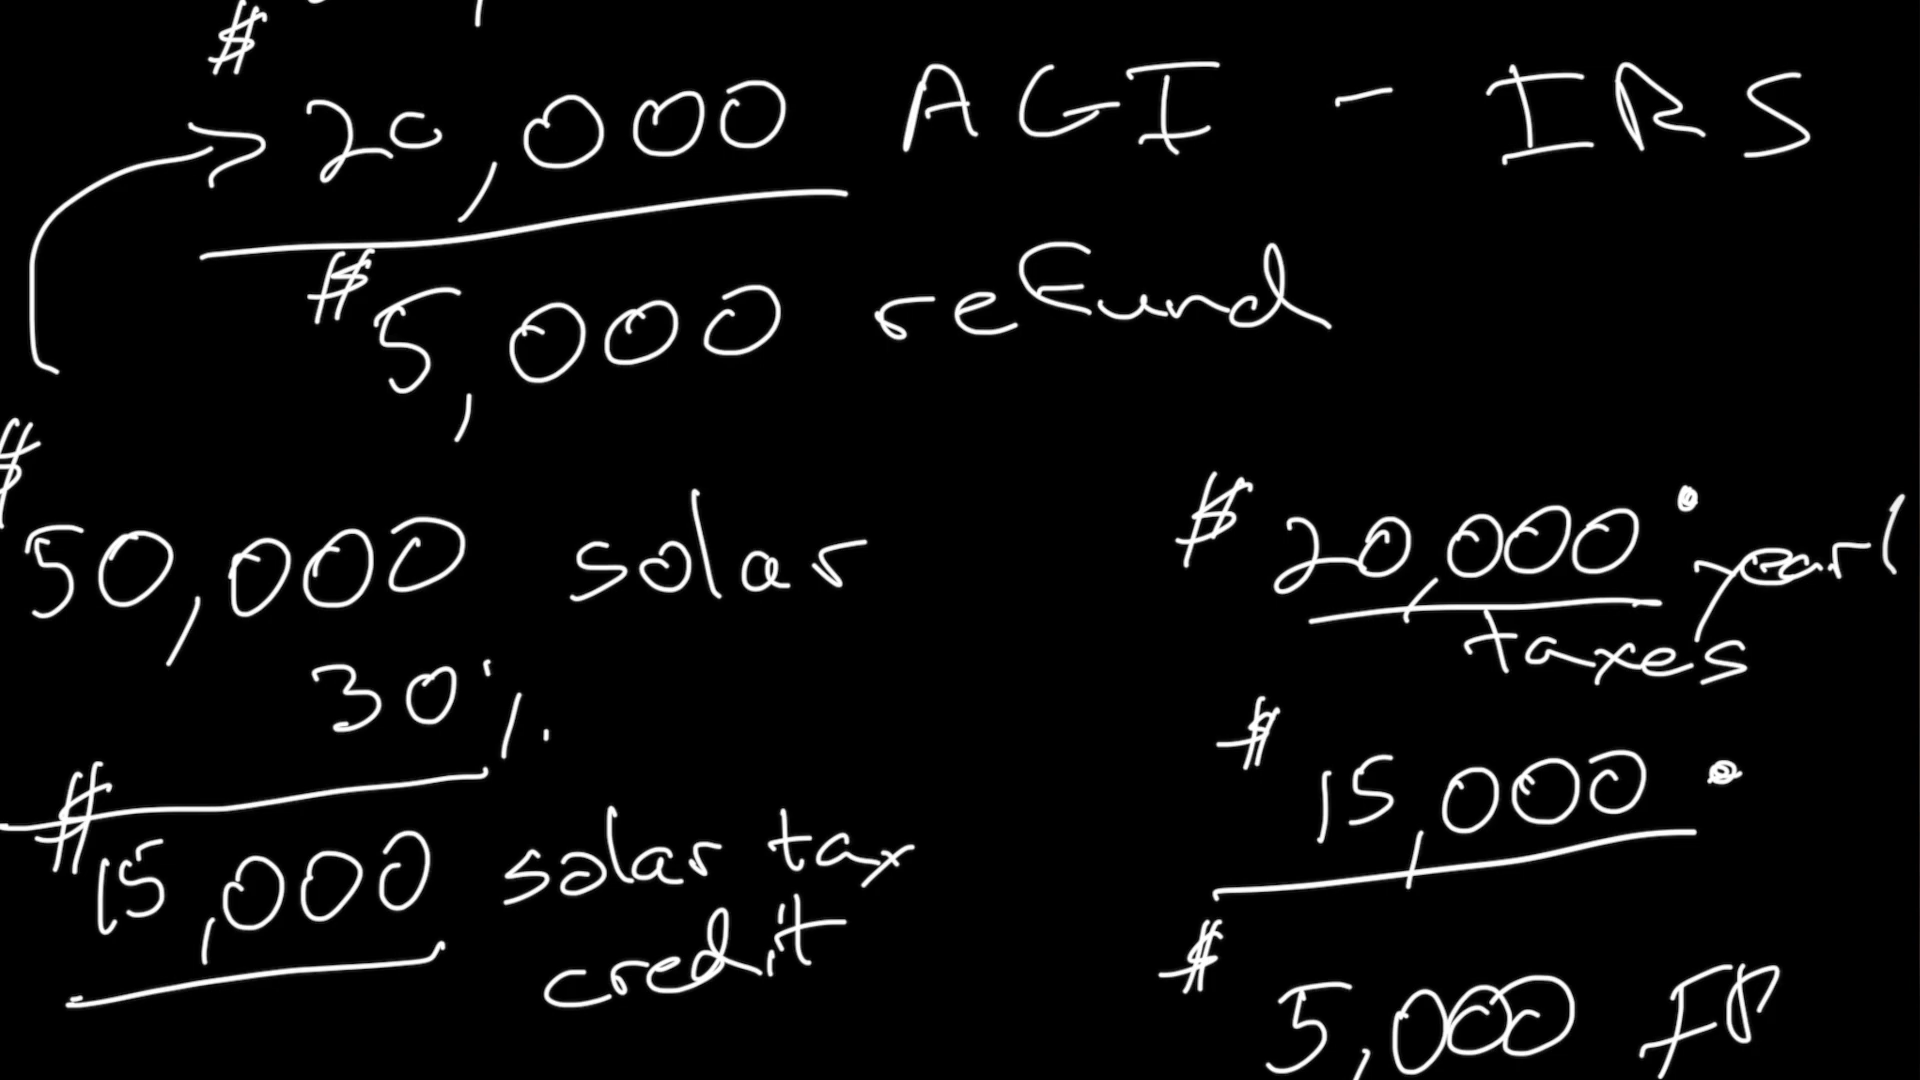 $
20,000 AGI - IRS
$5,000 refund
$50,000 solar
30%
$15,000 solar tax
credit
$20,000 yearl
taxes
$15,000
$5,000